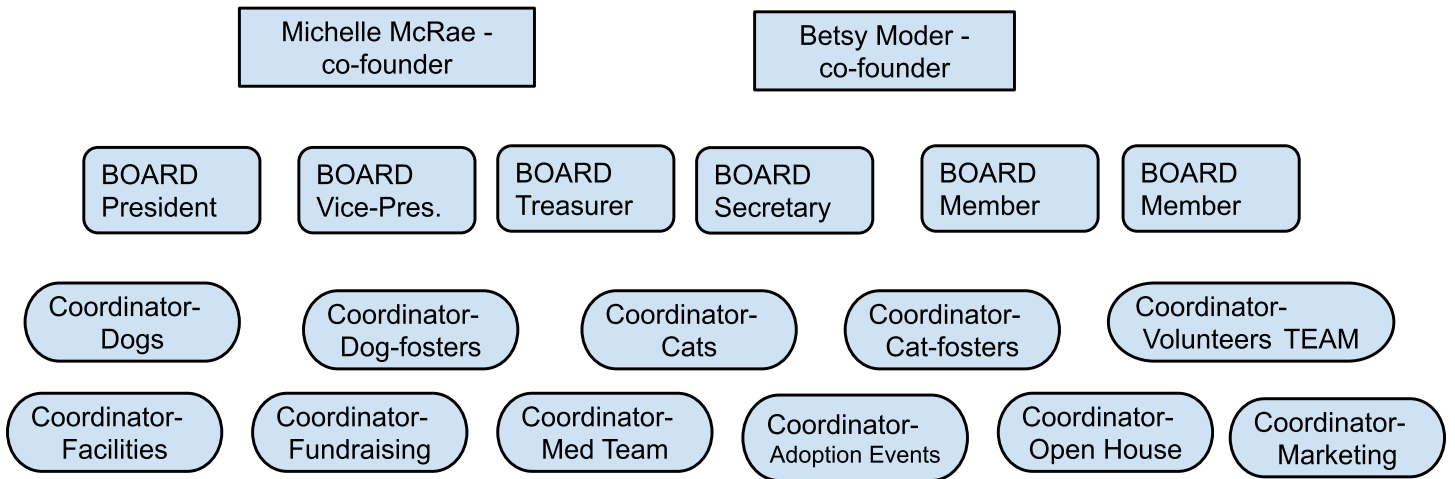 Michelle McRae -
co-founder
Betsy Moder -
co-founder
BOARD
President
BOARD
Vice-Pres.
BOARD
Treasurer
BOARD
Secretary
BOARD
Member
BOARD
Member
Coordinator-
Dogs
Coordinator-
Dog-fosters
Coordinator-
Cats
Coordinator-
Cat-fosters
Coordinator-
Volunteers TEAM
Coordinator-
Facilities
Coordinator-
Fundraising
Coordinator-
Med Team
Coordinator-
Adoption Events
Coordinator-
Open House
Coordinator-
Marketing